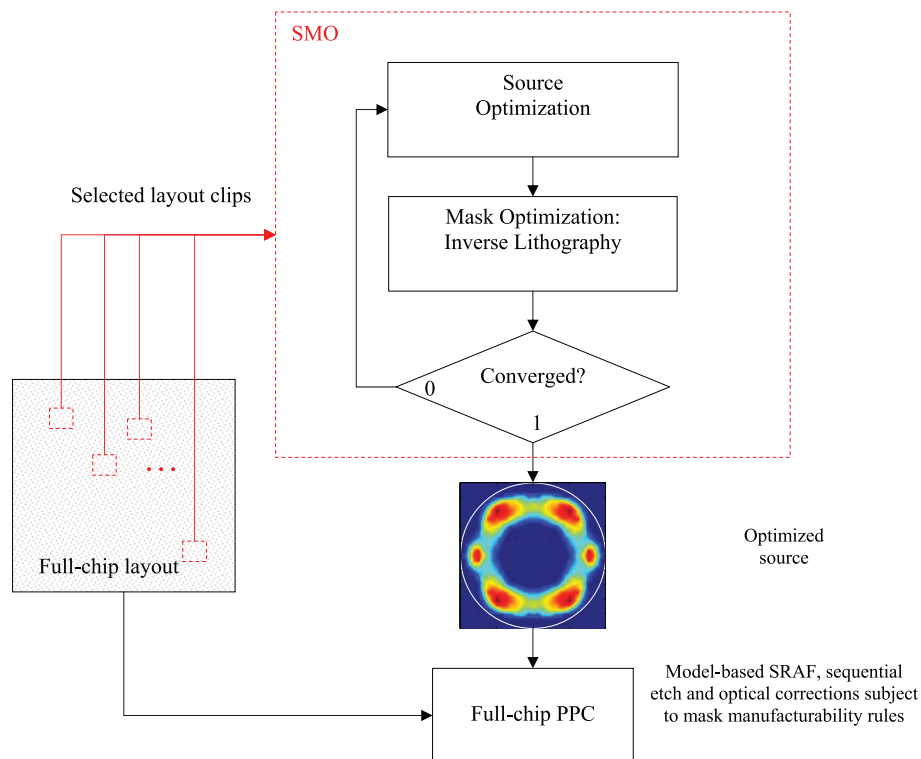 SMO
Source
Optimization
Selected layout clips
Mask Optimization:
Inverse Lithography
Converged?
0
1
Full-chip layout
Optimized
source
Model-based SRAF, sequential
etch and optical corrections subject
to mask manufacturability rules
Full-chip PPC